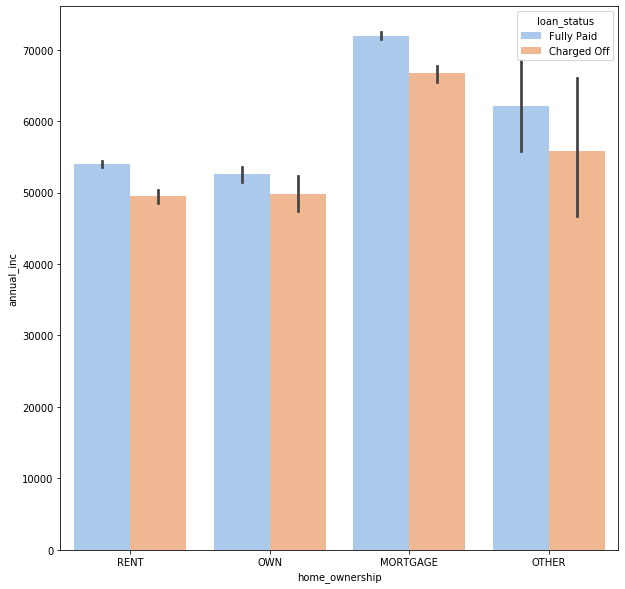 loan_status
Fully Paid
Charged Off
70000
60000
50000
40000
30000
20000
10000
0
annual_inc
RENT OWN MORTGAGE OTHER
home_ownership